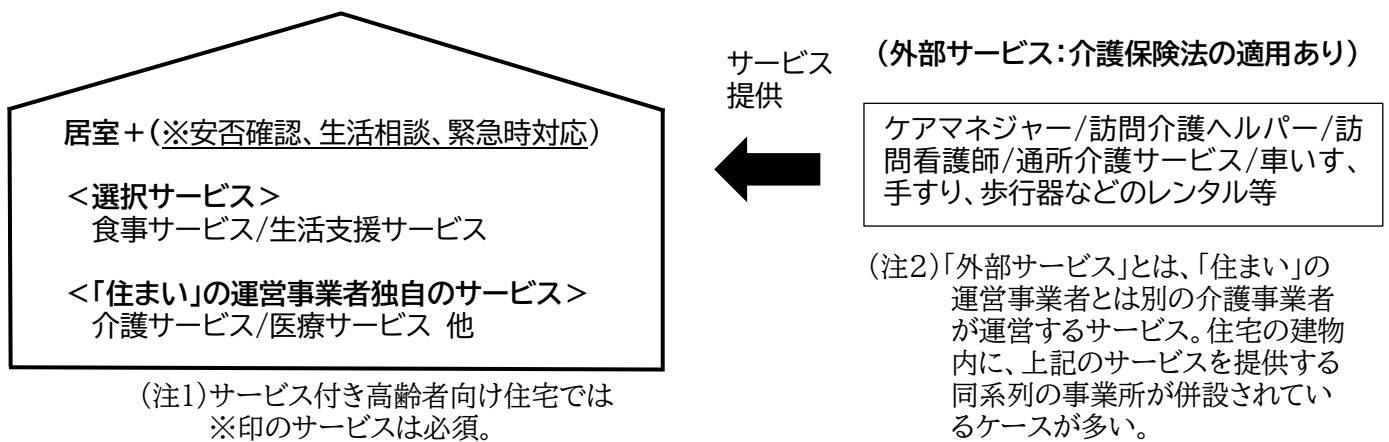 居室＋(※安否確認、生活相談、緊急時対応)
＜選択サービス＞
食事サービス/生活支援サービス
＜「住まい」の運営事業者独自のサービス＞
介護サービス/医療サービス 他
(注1)サービス付き高齢者向け住宅では
※印のサービスは必須。
サービス
提供
(外部サービス：介護保険法の適用あり)
ケアマネジャー/訪問介護ヘルパー/訪
問看護師/通所介護サービス/車いす、
手すり、歩行器などのレンタル等
(注2)「外部サービス」とは、「住まい」の
運営事業者とは別の介護事業者
が運営するサービス。住宅の建物
内に、上記のサービスを提供する
同系列の事業所が併設されてい
るケースが多い。